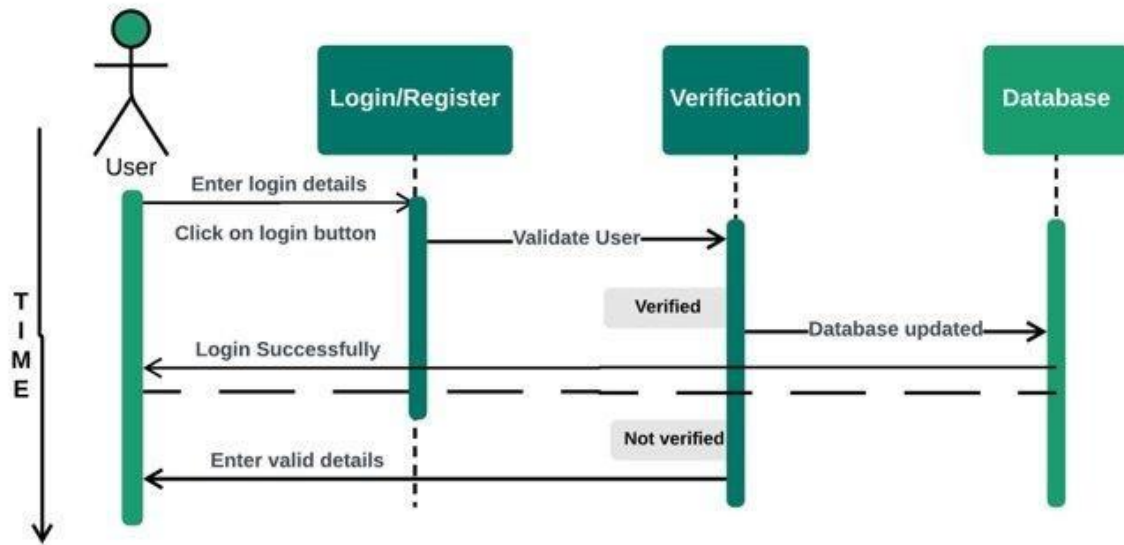 Login/Register
Verification
Database
User
Enter login details
Click on login button
Validate User
T
I
M
E
Verified
Database updated
Login Successfully
Not verified
Enter valid details